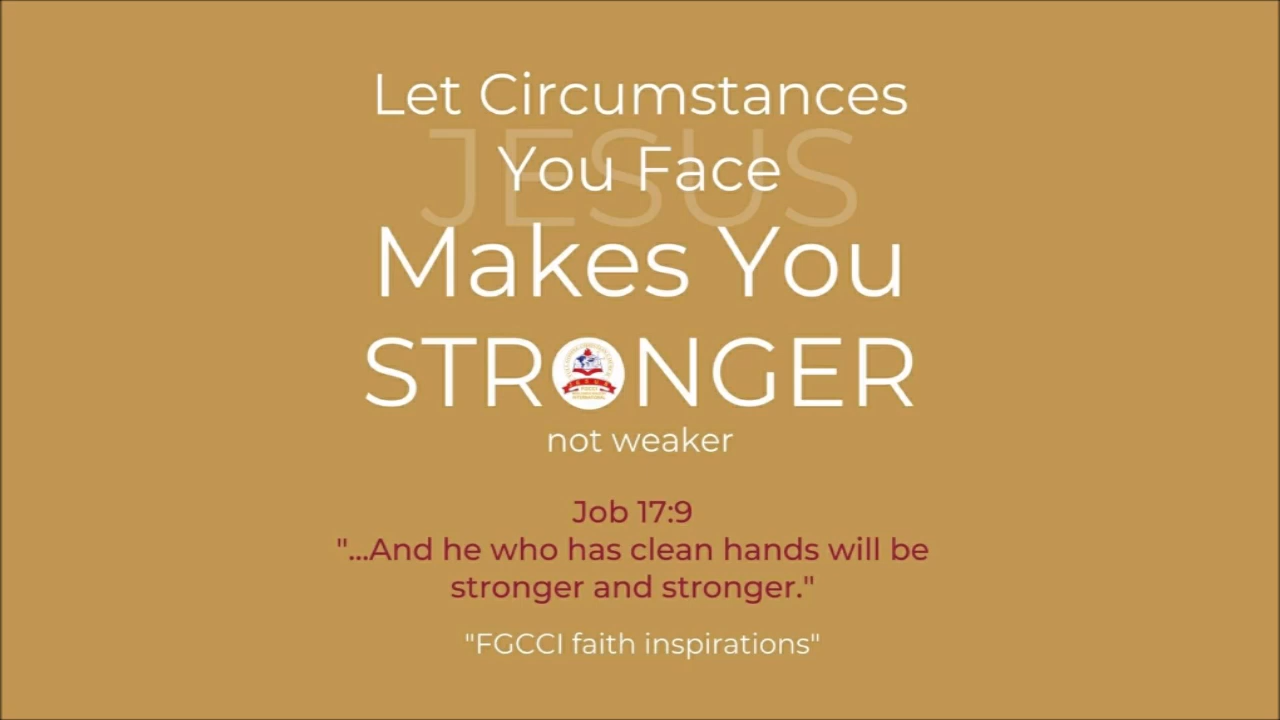 Let Circumstances
JESUS
You Face
Makes You
STRONGER
not weaker
Job 17:9
"...And he who has clean hands will be
stronger and stronger."
"FGCCI faith inspirations"